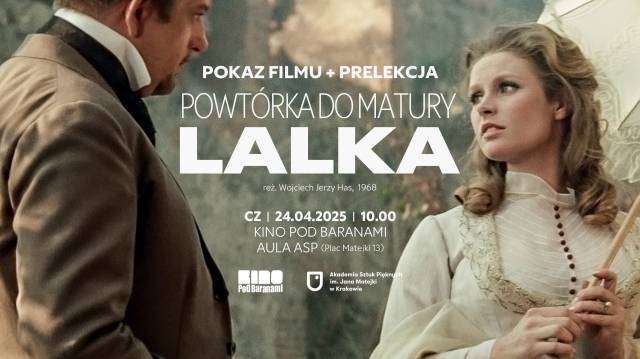 POKAZ FILMU + PRELEKCJA
POWTÓRKA DO MATURY
LALKA
reż. Wojciech Jerzy Has, 1968
CZ | 24.04.2025 | 10.00
KINO POD BARANAMI
AULA ASP (Plac Matejki 13)
KINO
Pod Baranami
Akademia Sztuk Pięknych
im. Jana Matejki
w Krakowie